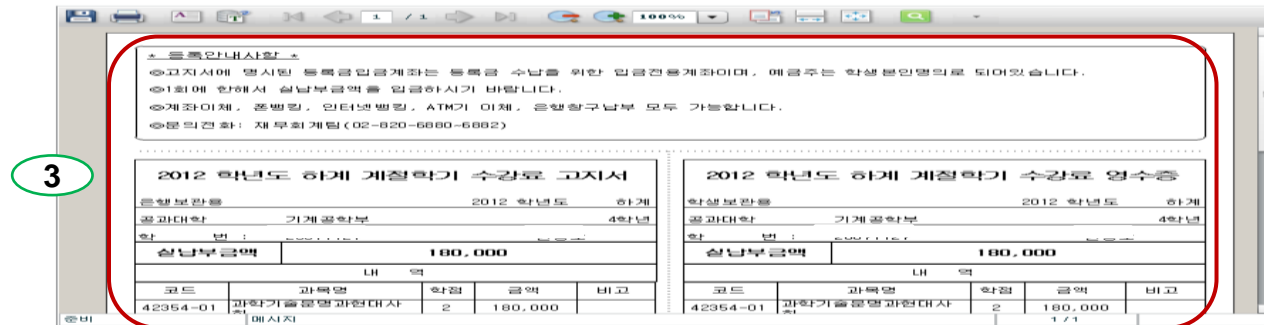 1 / 1
100%
* 등록안내사항 *
◎고지서에 명시된 등록금입금계좌는 등록금 수납을 위한 입금전용계좌이며, 예금주는 학생본인명의로 되어있습니다.
◎1회에 한해서 실납부금액을 입금하시기 바랍니다.
◎계좌이체, 폰뱅킹, 인터넷뱅킹, ATM기 이체, 은행창구납부 모두 가능합니다.
◎문의전화: 재무회계팀(02-820-6880~6882)
3
2012 학년도 하계 계절학기 수강료 고지서
은행보관용 2012 학년도 하계
공과대학 기계공학부 4학년
학 번 :
실납부금액 180,000
내 역
코드 과목명 학점 금액 비고
42354-01 과학기술문명과현대사 2 180,000
2012 학년도 하계 계절학기 수강료 영수증
학생보관용 2012 학년도 하계
공과대학 기계공학부 4학년
학 번 :
실납부금액 180,000
내 역
코드 과목명 학점 금액 비고
42354-01 과학기술문명과현대사 2 180,000
준비 메시지 1 / 1